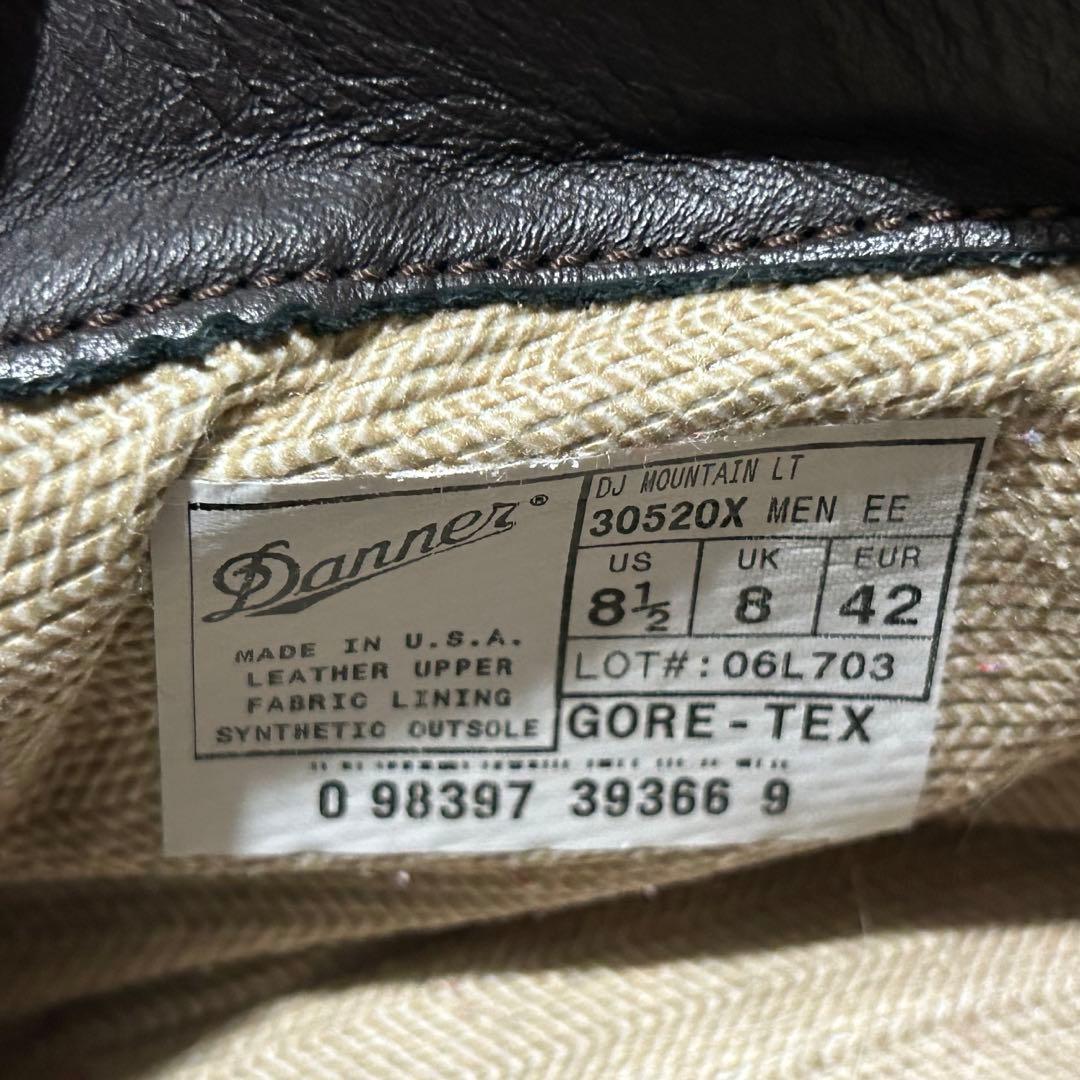 Danner®
MADE IN U.S.A.
LEATHER UPPER
FABRIC LINING
SYNTHETIC OUTSOLE
DJ MOUNTAIN LT
30520X MEN EE
US UK EUR
8½ 8 42
LOT#: 06L703
GORE-TEX
0 98397 39366 9